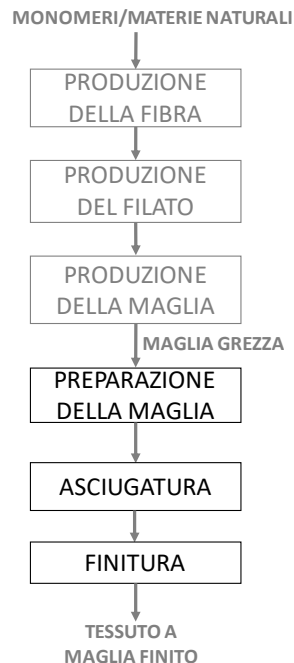 MONOMERI/MATERIE NATURALI
PRODUZIONE
DELLA FIBRA
PRODUZIONE
DEL FILATO
PRODUZIONE
DELLA MAGLIA
MAGLIA GREZZA
PREPARAZIONE
DELLA MAGLIA
ASCIUGATURA
FINITURA
TESSUTO A
MAGLIA FINITO